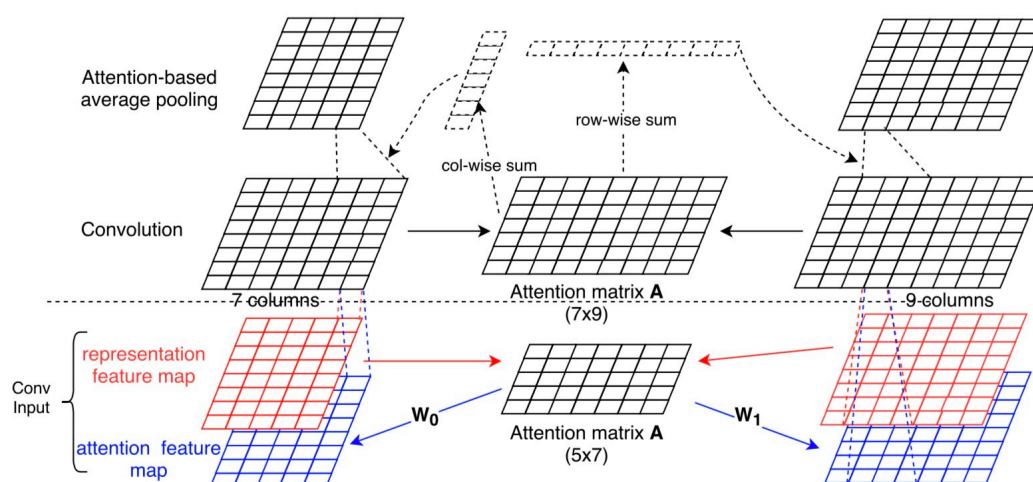 Attention-based
average pooling
col-wise sum
row-wise sum
Convolution
7 columns
Attention matrix A
(7x9)
9 columns
Conv
Input
representation
feature map
attention feature
map
W0
Attention matrix A
(5x7)
W1